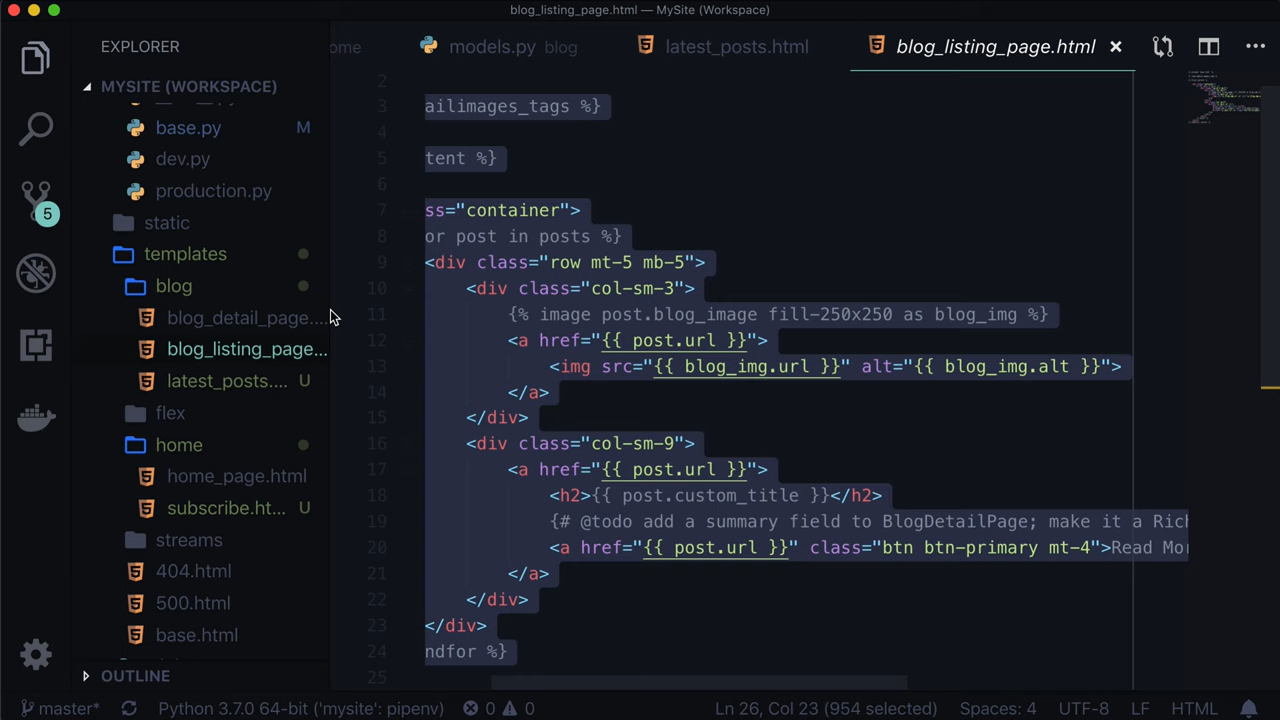 blog_listing_page.html — MySite (Workspace)
EXPLORER
ome
models.py blog
latest_posts.html
blog_listing_page.html
MYSITE (WORKSPACE)
base.py M
dev.py
production.py
5
static
templates
blog
blog_detail_page....
blog_listing_page...
latest_posts.... U
flex
home
home_page.html
subscribe.ht... U
streams
404.html
500.html
base.html
OUTLINE
2
3 ailimages_tags %}
4
5 tent %}
6
7 ss="container">
8 or post in posts %}
9 <div class="row mt-5 mb-5">
10 <div class="col-sm-3">
11 {% image post.blog_image fill-250x250 as blog_img %}
12 <a href="{{ post.url }}">
13 <img src="{{ blog_img.url }}" alt="{{ blog_img.alt }}">
14 </a>
15 </div>
16 <div class="col-sm-9">
17 <a href="{{ post.url }}">
18 <h2>{{ post.custom_title }}</h2>
19 {# @todo add a summary field to BlogDetailPage; make it a Rich
20 <a href="{{ post.url }}" class="btn btn-primary mt-4">Read Mor
21 </a>
22 </div>
23 </div>
24 ndfor %}
25
master* Python 3.7.0 64-bit ('mysite': pipenv) 0 0 Ln 26, Col 23 (954 selected) Spaces: 4 UTF-8 LF HTML